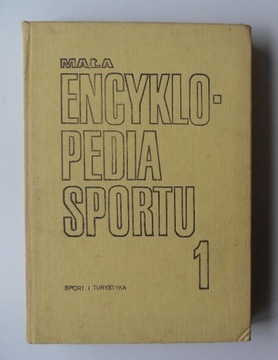 MAŁA
ENCYKLO-
PEDIA
SPORTU
1
SPORT I TURYSTYKA